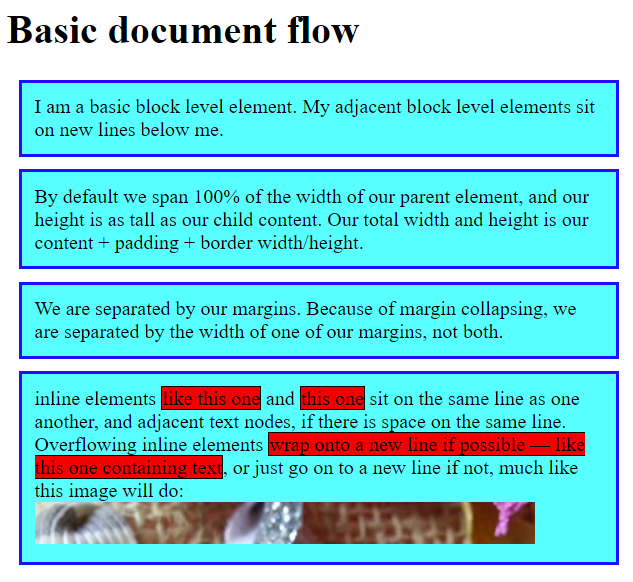 Basic document flow
I am a basic block level element. My adjacent block level elements sit
on new lines below me.
By default we span 100% of the width of our parent element, and our
height is as tall as our child content. Our total width and height is our
content + padding + border width/height.
We are separated by our margins. Because of margin collapsing, we
are separated by the width of one of our margins, not both.
inline elements like this one and this one sit on the same line as one
another, and adjacent text nodes, if there is space on the same line.
Overflowing inline elements wrap onto a new line if possible — like
this one containing text, or just go on to a new line if not, much like
this image will do: